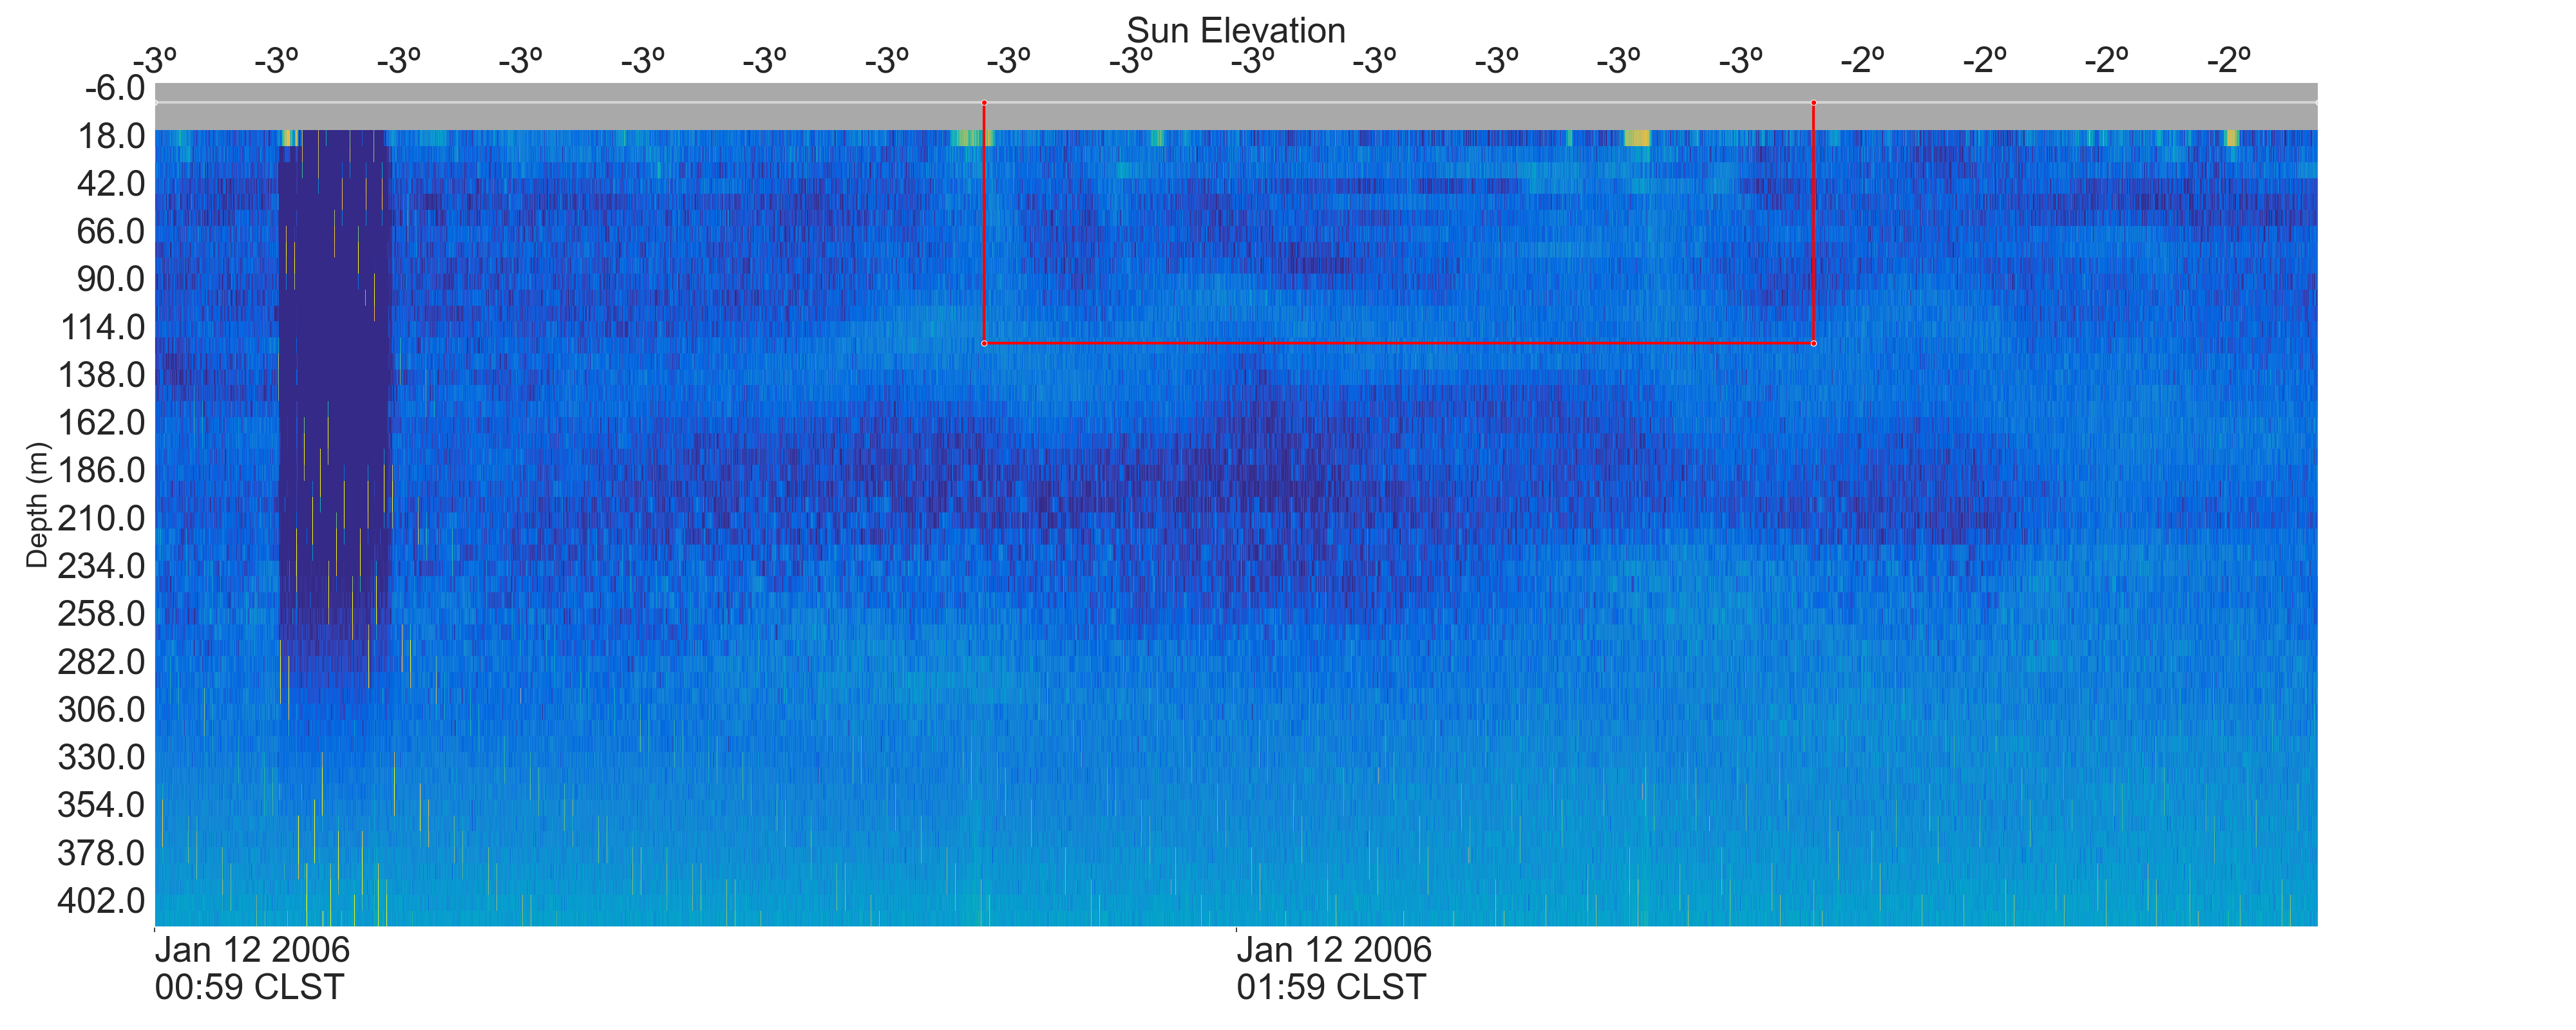 Sun Elevation
-3º -3º -3º -3º -3º -3º -3º -3º -3º -3º -3º -3º -3º -3º -2º -2º -2º -2º
-6.0
18.0
42.0
66.0
90.0
114.0
138.0
162.0
186.0
210.0
234.0
258.0
282.0
306.0
330.0
354.0
378.0
402.0
Depth (m)
Jan 12 2006
00:59 CLST
Jan 12 2006
01:59 CLST